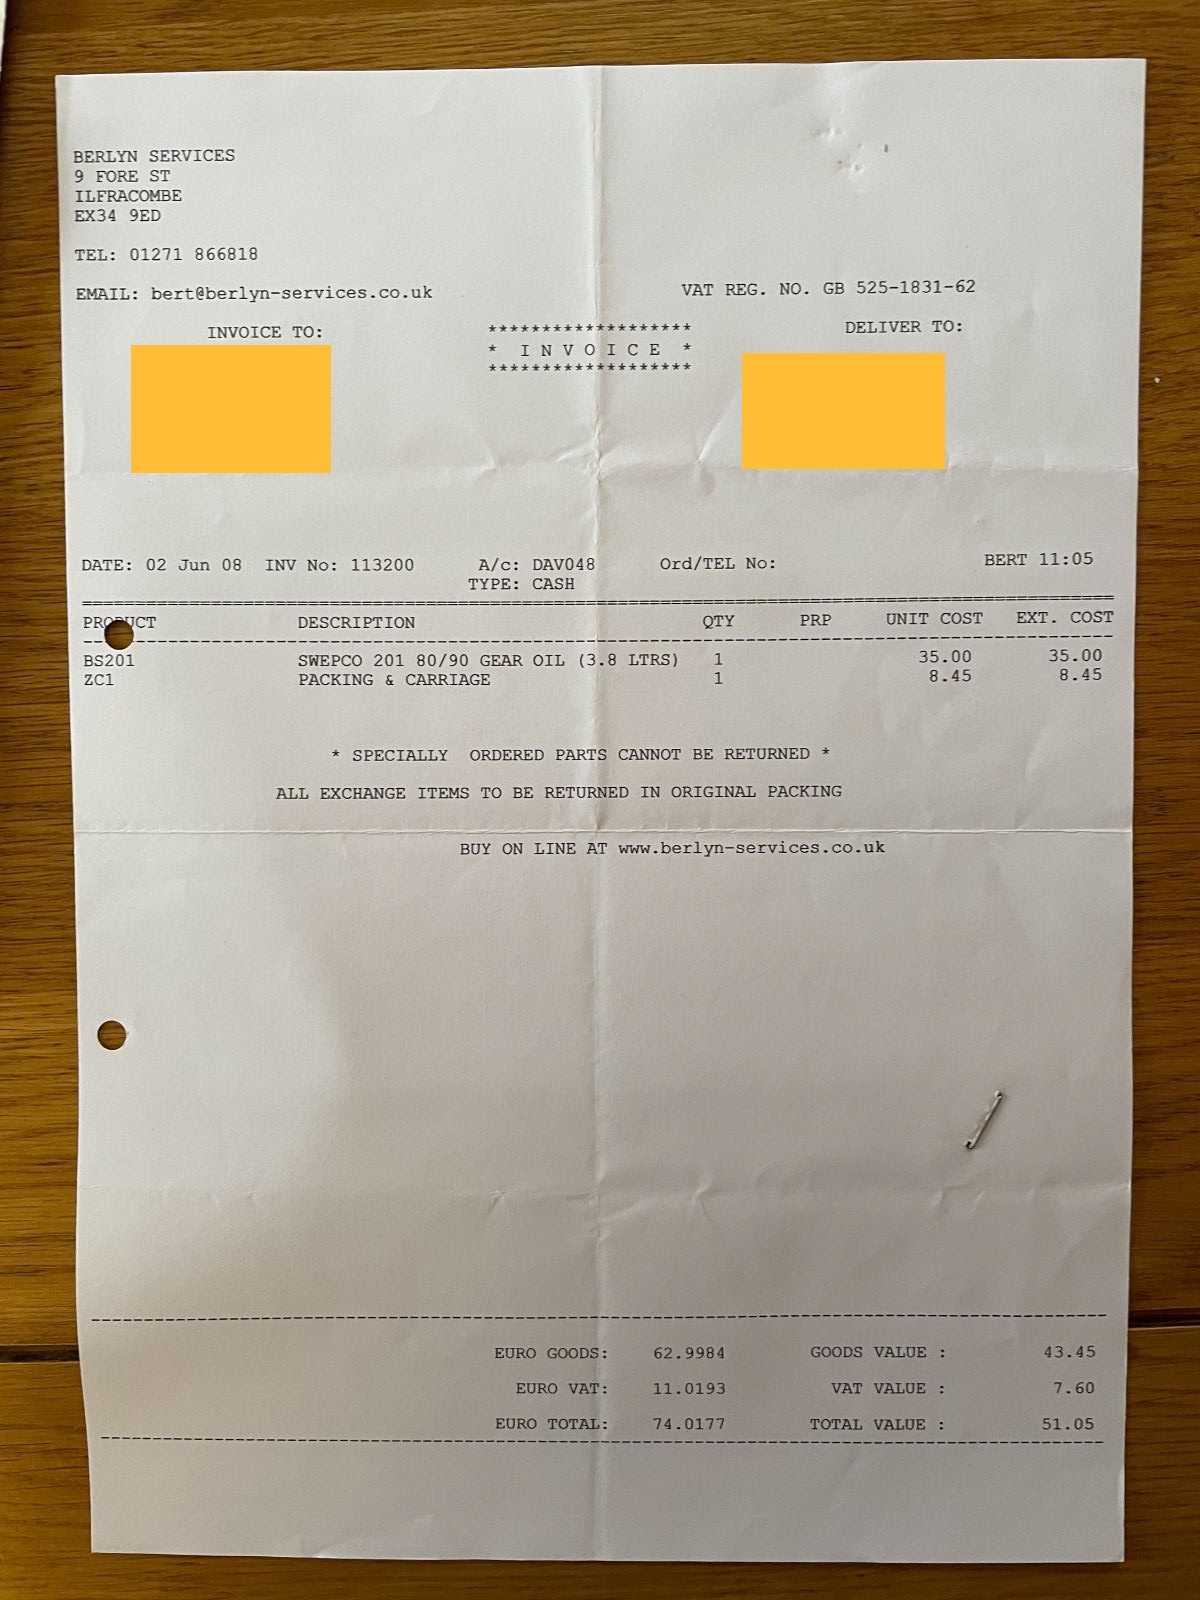 BERLYN SERVICES
9 FORE ST
ILFRACOMBE
EX34 9ED
TEL: 01271 866818
EMAIL: bert@berlyn-services.co.uk
VAT REG. NO. GB 525-1831-62
INVOICE TO:
*******************
* I N V O I C E *
*******************
DELIVER TO:
DATE: 02 Jun 08 INV No: 113200 A/c: DAV048 Ord/TEL No: BERT 11:05
TYPE: CASH
PRODUCT DESCRIPTION QTY PRP UNIT COST EXT. COST
BS201 SWEPCO 201 80/90 GEAR OIL (3.8 LTRS) 1 35.00 35.00
ZC1 PACKING & CARRIAGE 1 8.45 8.45
* SPECIALLY ORDERED PARTS CANNOT BE RETURNED *
ALL EXCHANGE ITEMS TO BE RETURNED IN ORIGINAL PACKING
BUY ON LINE AT www.berlyn-services.co.uk
EURO GOODS: 62.9984 GOODS VALUE : 43.45
EURO VAT: 11.0193 VAT VALUE : 7.60
EURO TOTAL: 74.0177 TOTAL VALUE : 51.05